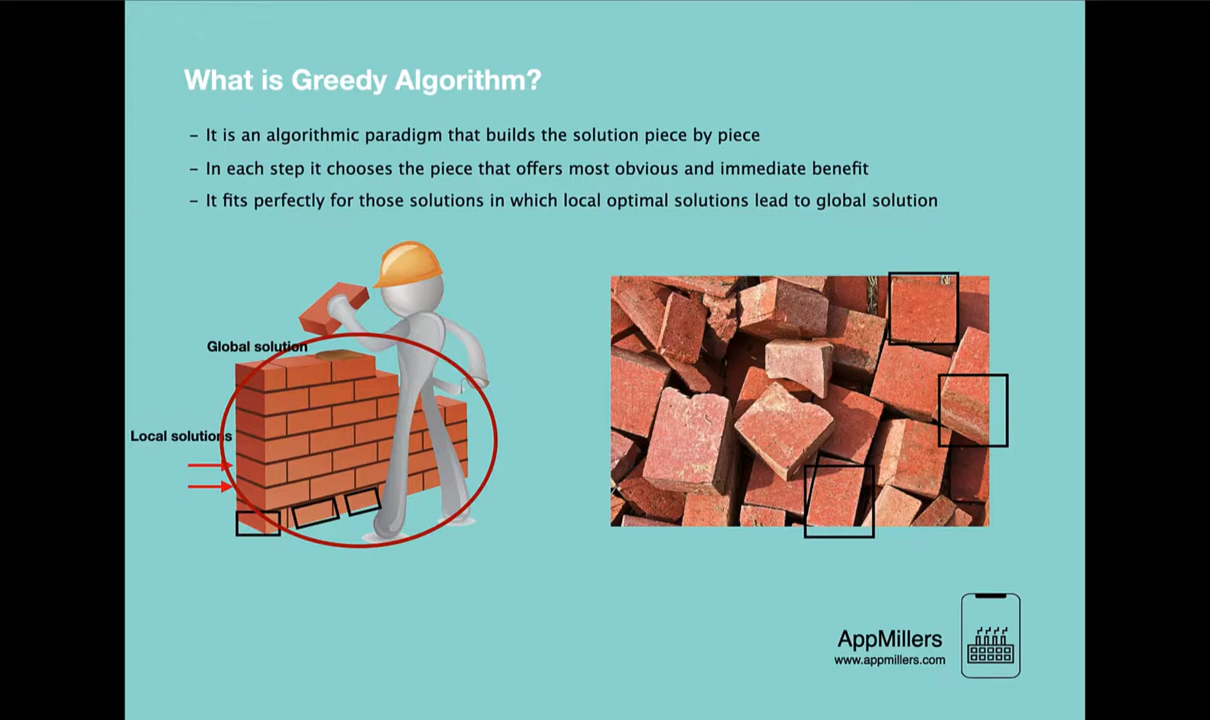 What is Greedy Algorithm?
– It is an algorithmic paradigm that builds the solution piece by piece
– In each step it chooses the piece that offers most obvious and immediate benefit
– It fits perfectly for those solutions in which local optimal solutions lead to global solution
Global solution
Local solutions
AppMillers
www.appmillers.com